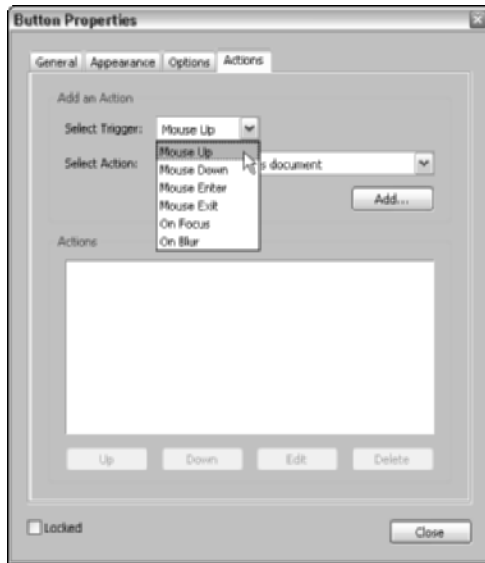 Button Properties
General Appearance Options Actions
Add an Action
Select Trigger: Mouse Up
Mouse Up
Select Action: s document
Mouse Down
Mouse Enter
Add...
Mouse Exit
On Focus
On Blur
Actions
Up Down Edit Delete
Locked
Close